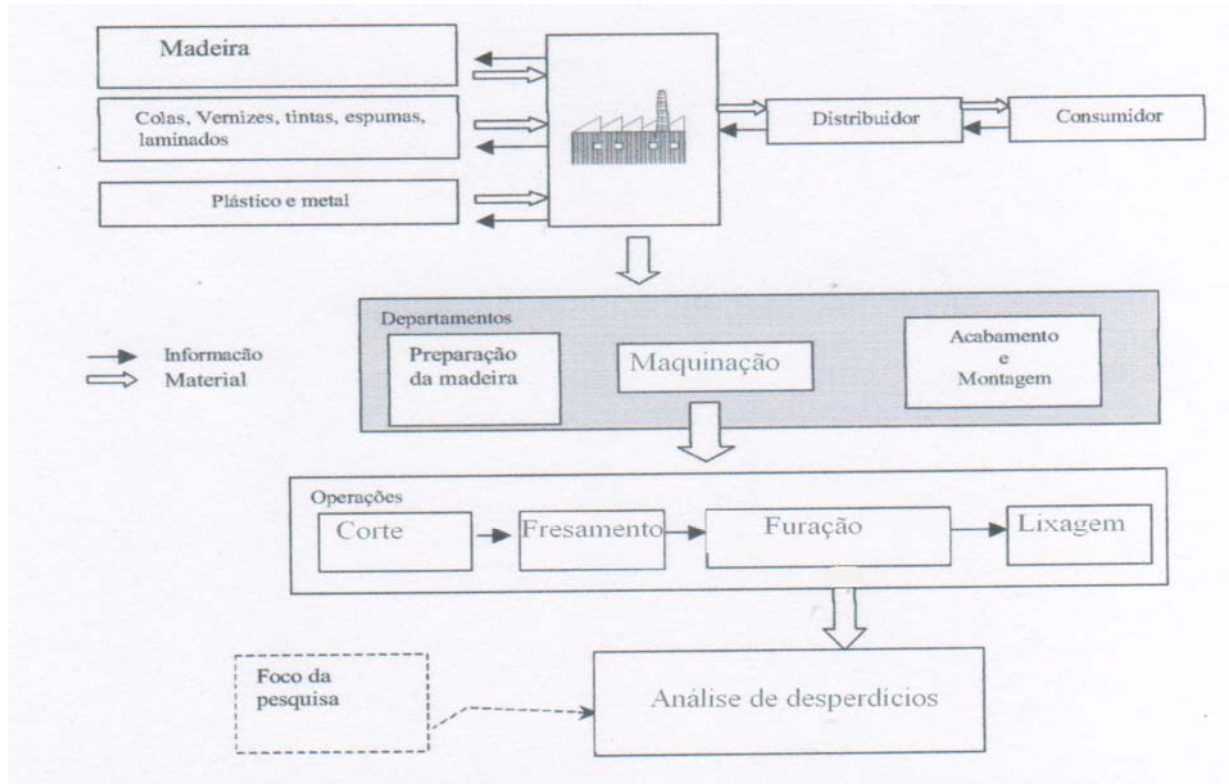 Madeira
Colas, Vernizes, tintas, espumas,
laminados
Plástico e metal
Distribuidor
Consumidor
Departamentos
Preparação
da madeira
Maquinação
Acabamento
e
Montagem
Informacão
Material
Operações
Corte
Fresamento
Furação
Lixagem
Foco da
pesquisa
Análise de desperdícios